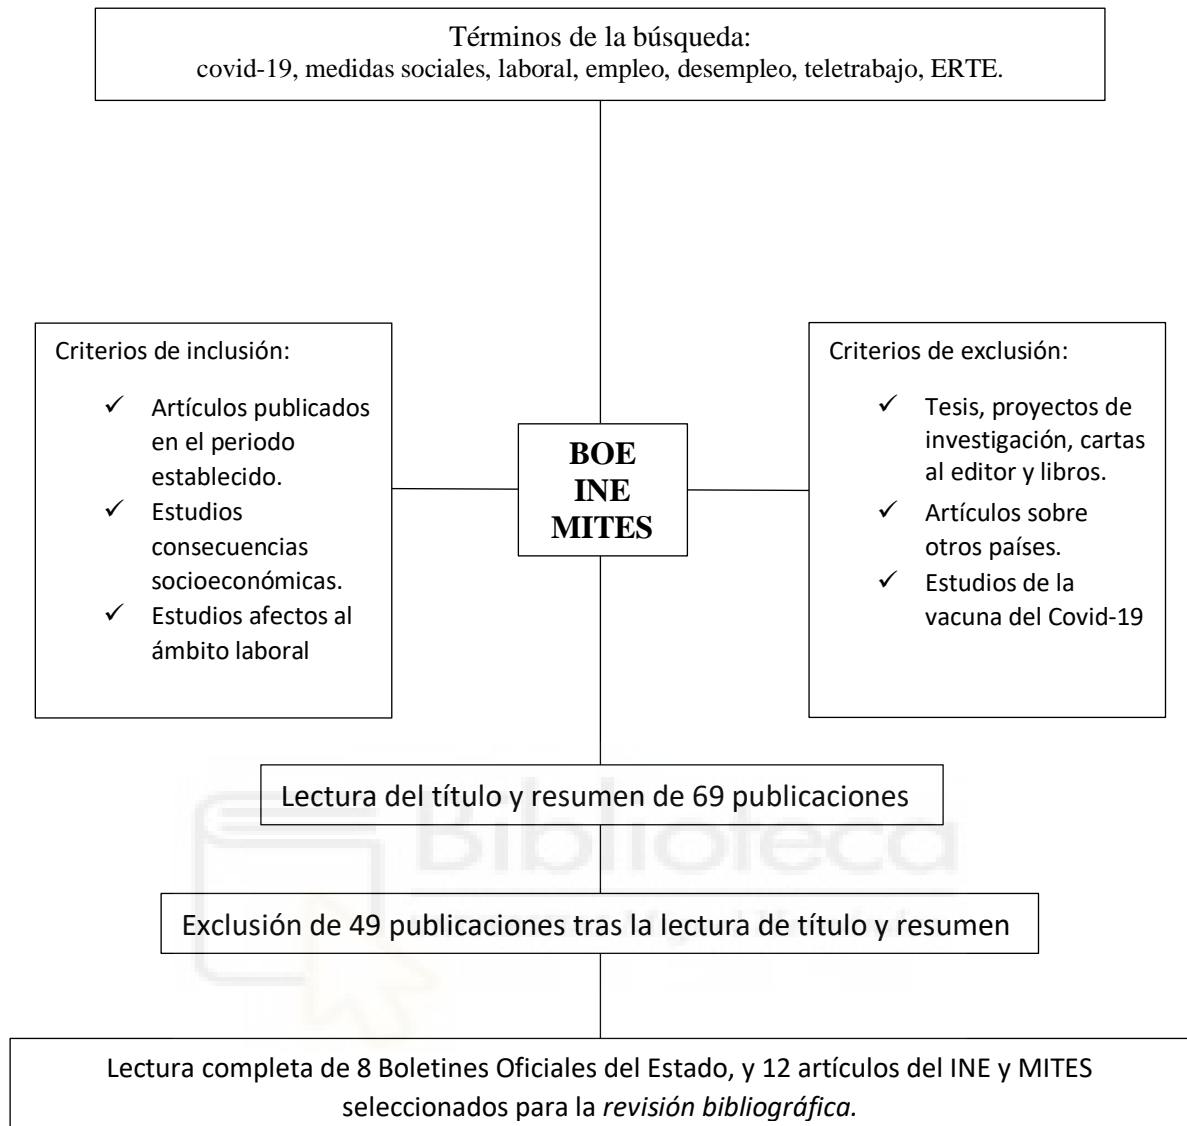 Términos de la búsqueda:
covid-19, medidas sociales, laboral, empleo, desempleo, teletrabajo, ERTE.
Criterios de inclusión:
✓ Artículos publicados
en el periodo
establecido.
✓ Estudios
consecuencias
socioeconómicas.
✓ Estudios afectos al
ámbito laboral
BOE
INE
MITES
Criterios de exclusión:
✓ Tesis, proyectos de
investigación, cartas
al editor y libros.
✓ Artículos sobre
otros países.
✓ Estudios de la
vacuna del Covid-19
Lectura del título y resumen de 69 publicaciones
Biblioteca
Exclusión de 49 publicaciones tras la lectura de título y resumen
Lectura completa de 8 Boletines Oficiales del Estado, y 12 artículos del INE y MITES
seleccionados para la revisión bibliográfica.